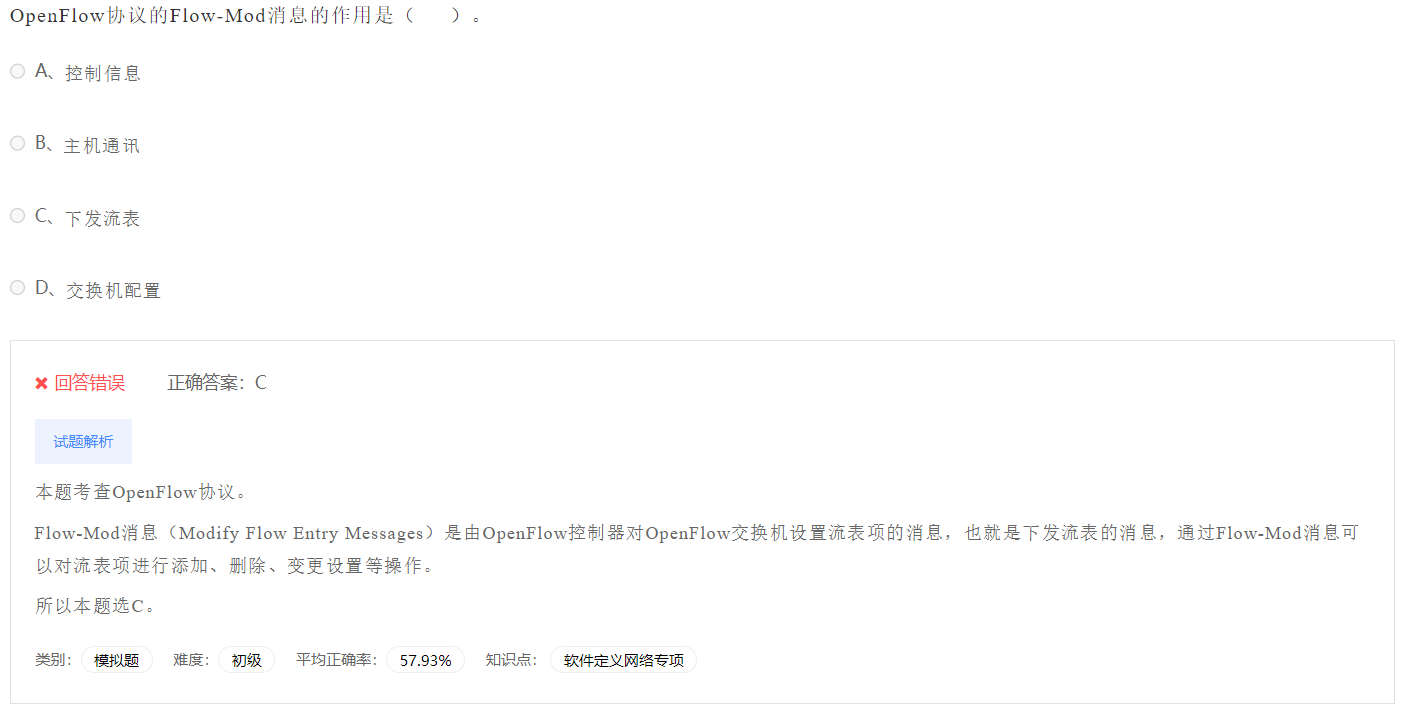 OpenFlow协议的Flow-Mod消息的作用是（　　）。
A、控制信息
B、主机通讯
C、下发流表
D、交换机配置
✖ 回答错误　　正确答案：C
试题解析
本题考查OpenFlow协议。
Flow-Mod消息（Modify Flow Entry Messages）是由OpenFlow控制器对OpenFlow交换机设置流表项的消息，也就是下发流表的消息，通过Flow-Mod消息可
以对流表项进行添加、删除、变更设置等操作。
所以本题选C。
类别： 模拟题 难度： 初级 平均正确率： 57.93% 知识点： 软件定义网络专项